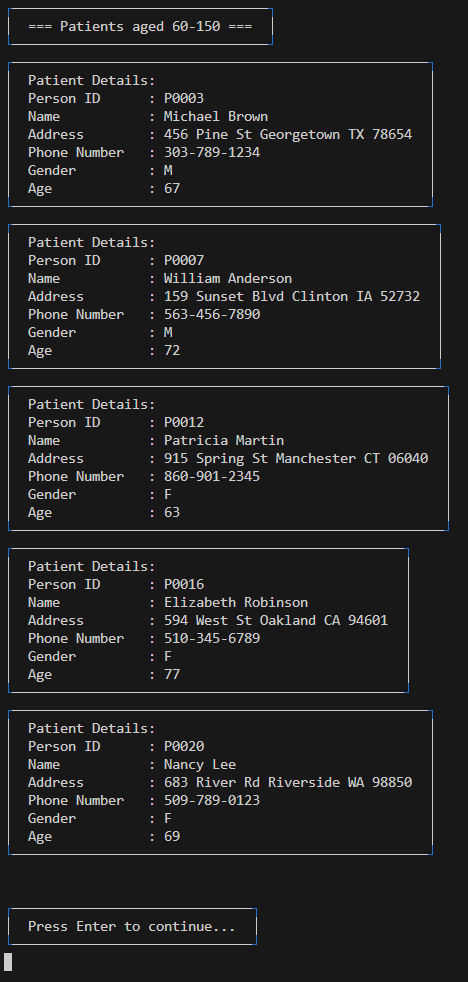 === Patients aged 60-150 ===
Patient Details:
Person ID      : P0003
Name           : Michael Brown
Address        : 456 Pine St Georgetown TX 78654
Phone Number   : 303-789-1234
Gender         : M
Age            : 67
Patient Details:
Person ID      : P0007
Name           : William Anderson
Address        : 159 Sunset Blvd Clinton IA 52732
Phone Number   : 563-456-7890
Gender         : M
Age            : 72
Patient Details:
Person ID      : P0012
Name           : Patricia Martin
Address        : 915 Spring St Manchester CT 06040
Phone Number   : 860-901-2345
Gender         : F
Age            : 63
Patient Details:
Person ID      : P0016
Name           : Elizabeth Robinson
Address        : 594 West St Oakland CA 94601
Phone Number   : 510-345-6789
Gender         : F
Age            : 77
Patient Details:
Person ID      : P0020
Name           : Nancy Lee
Address        : 683 River Rd Riverside WA 98850
Phone Number   : 509-789-0123
Gender         : F
Age            : 69
Press Enter to continue...